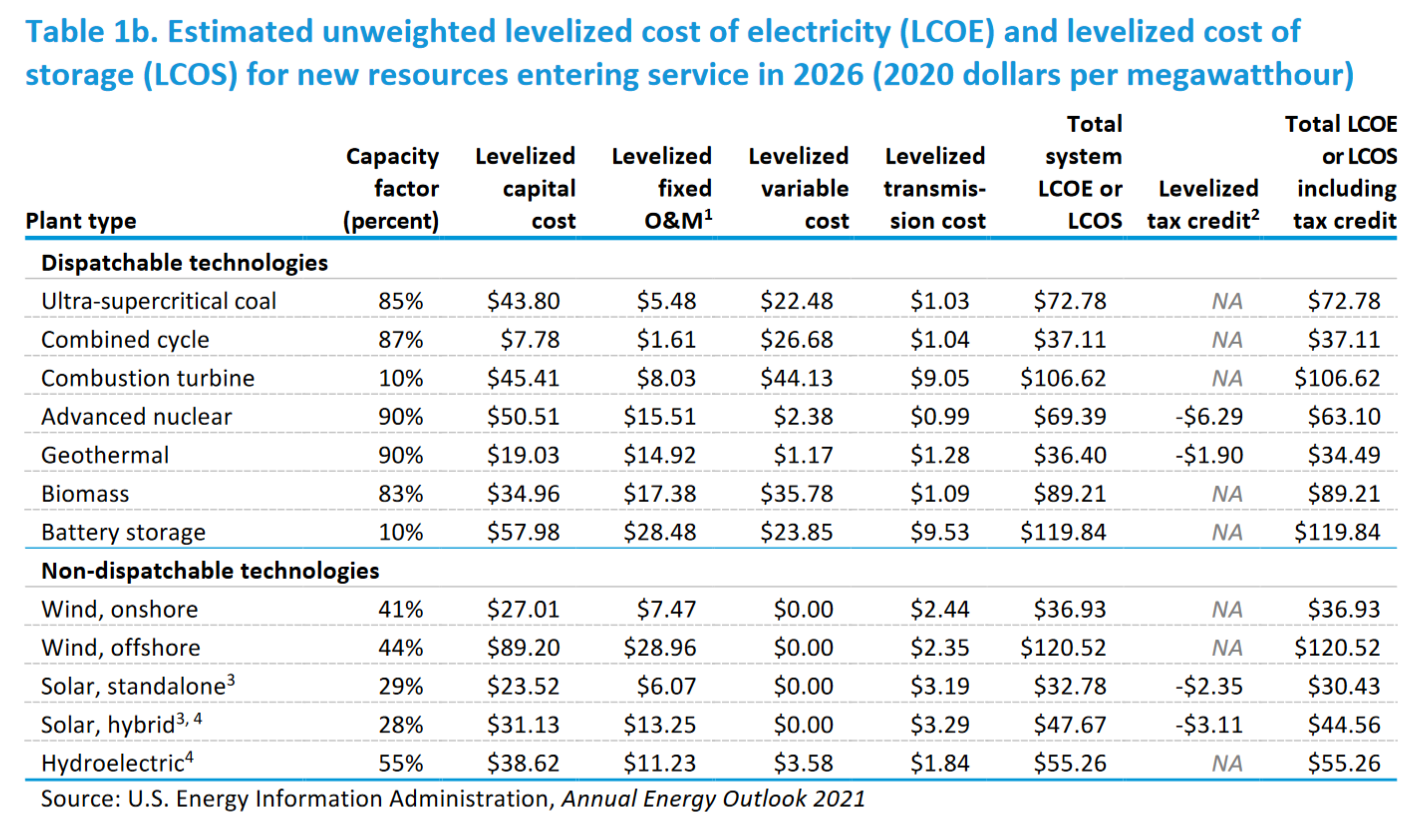 Table 1b. Estimated unweighted levelized cost of electricity (LCOE) and levelized cost of
storage (LCOS) for new resources entering service in 2026 (2020 dollars per megawatthour)
Plant type Capacity factor (percent) Levelized capital cost Levelized fixed O&M1 Levelized variable cost Levelized transmis-sion cost Total system LCOE or LCOS Levelized tax credit2 Total LCOE or LCOS including tax credit
Dispatchable technologies
Ultra-supercritical coal 85% $43.80 $5.48 $22.48 $1.03 $72.78 NA $72.78
Combined cycle 87% $7.78 $1.61 $26.68 $1.04 $37.11 NA $37.11
Combustion turbine 10% $45.41 $8.03 $44.13 $9.05 $106.62 NA $106.62
Advanced nuclear 90% $50.51 $15.51 $2.38 $0.99 $69.39 -$6.29 $63.10
Geothermal 90% $19.03 $14.92 $1.17 $1.28 $36.40 -$1.90 $34.49
Biomass 83% $34.96 $17.38 $35.78 $1.09 $89.21 NA $89.21
Battery storage 10% $57.98 $28.48 $23.85 $9.53 $119.84 NA $119.84
Non-dispatchable technologies
Wind, onshore 41% $27.01 $7.47 $0.00 $2.44 $36.93 NA $36.93
Wind, offshore 44% $89.20 $28.96 $0.00 $2.35 $120.52 NA $120.52
Solar, standalone3 29% $23.52 $6.07 $0.00 $3.19 $32.78 -$2.35 $30.43
Solar, hybrid3, 4 28% $31.13 $13.25 $0.00 $3.29 $47.67 -$3.11 $44.56
Hydroelectric4 55% $38.62 $11.23 $3.58 $1.84 $55.26 NA $55.26
Source: U.S. Energy Information Administration, Annual Energy Outlook 2021